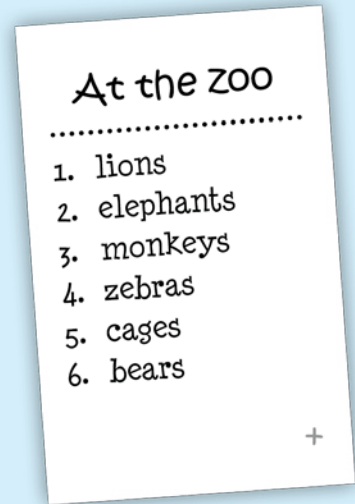 At the zoo
1. lions
2. elephants
3. monkeys
4. zebras
5. cages
6. bears
+